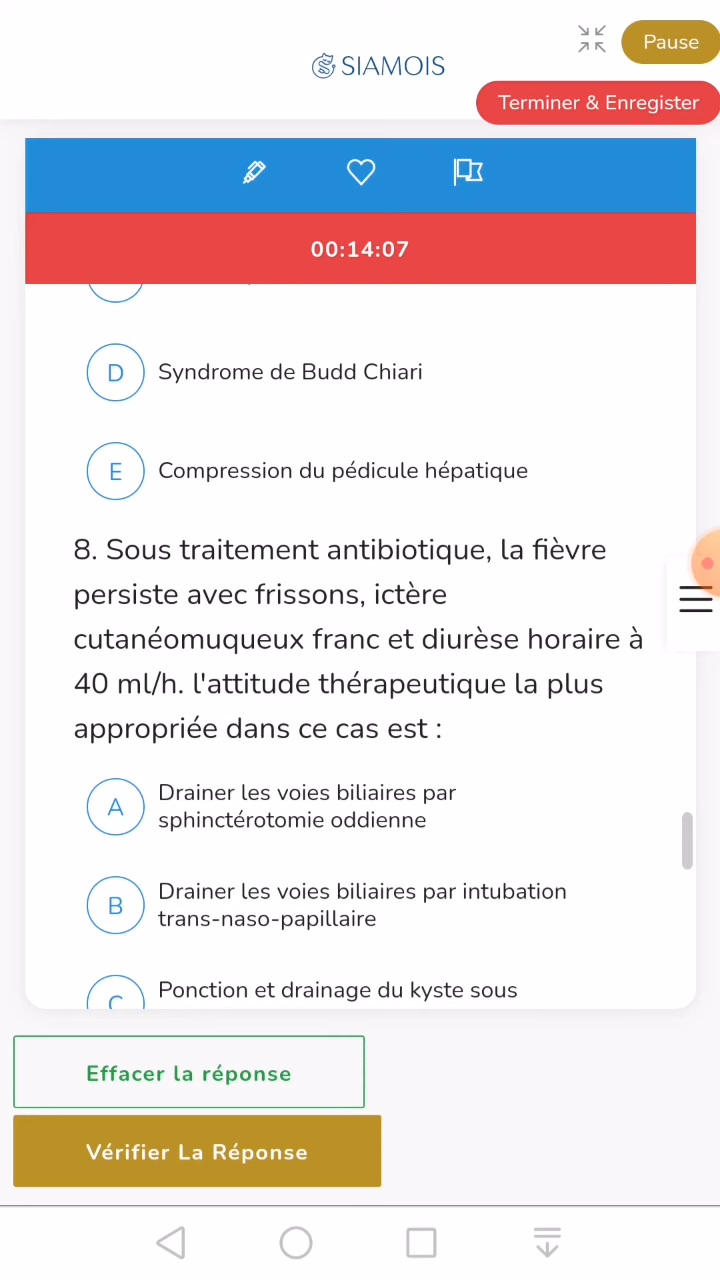 Pause
SIAMOIS
Terminer & Enregister
00:14:07
D Syndrome de Budd Chiari
E Compression du pédicule hépatique
8. Sous traitement antibiotique, la fièvre
persiste avec frissons, ictère
cutanéomuqueux franc et diurèse horaire à
40 ml/h. l'attitude thérapeutique la plus
appropriée dans ce cas est :
A Drainer les voies biliaires par
sphinctérotomie oddienne
B Drainer les voies biliaires par intubation
trans-naso-papillaire
C Ponction et drainage du kyste sous
Effacer la réponse
Vérifier La Réponse